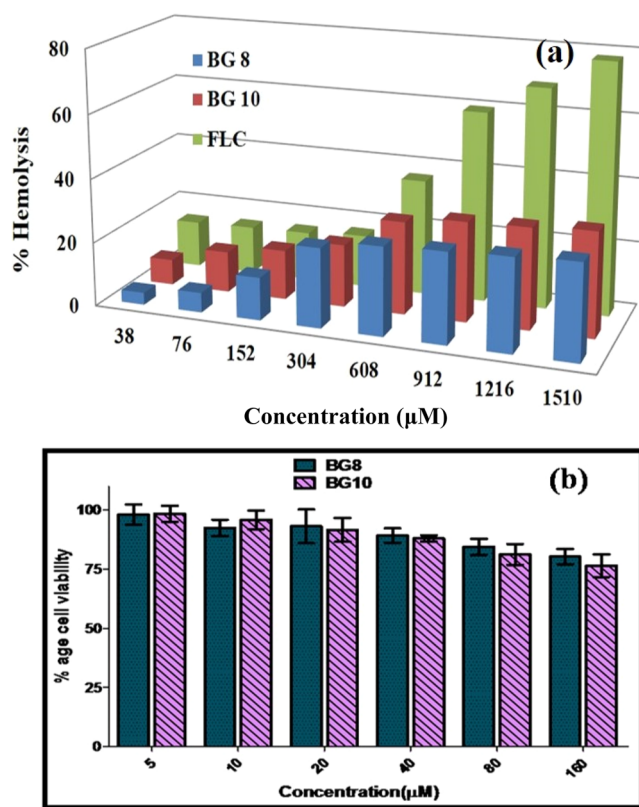 (a)
80
60
40
20
0
% Hemolysis
BG 8
BG 10
FLC
38 76 152 304 608 912 1216 1510
Concentration (μM)
BG8
BG10
(b)
100
75
50
25
0
% age cell viability
5 10 20 40 80 160
Concentration(μM)